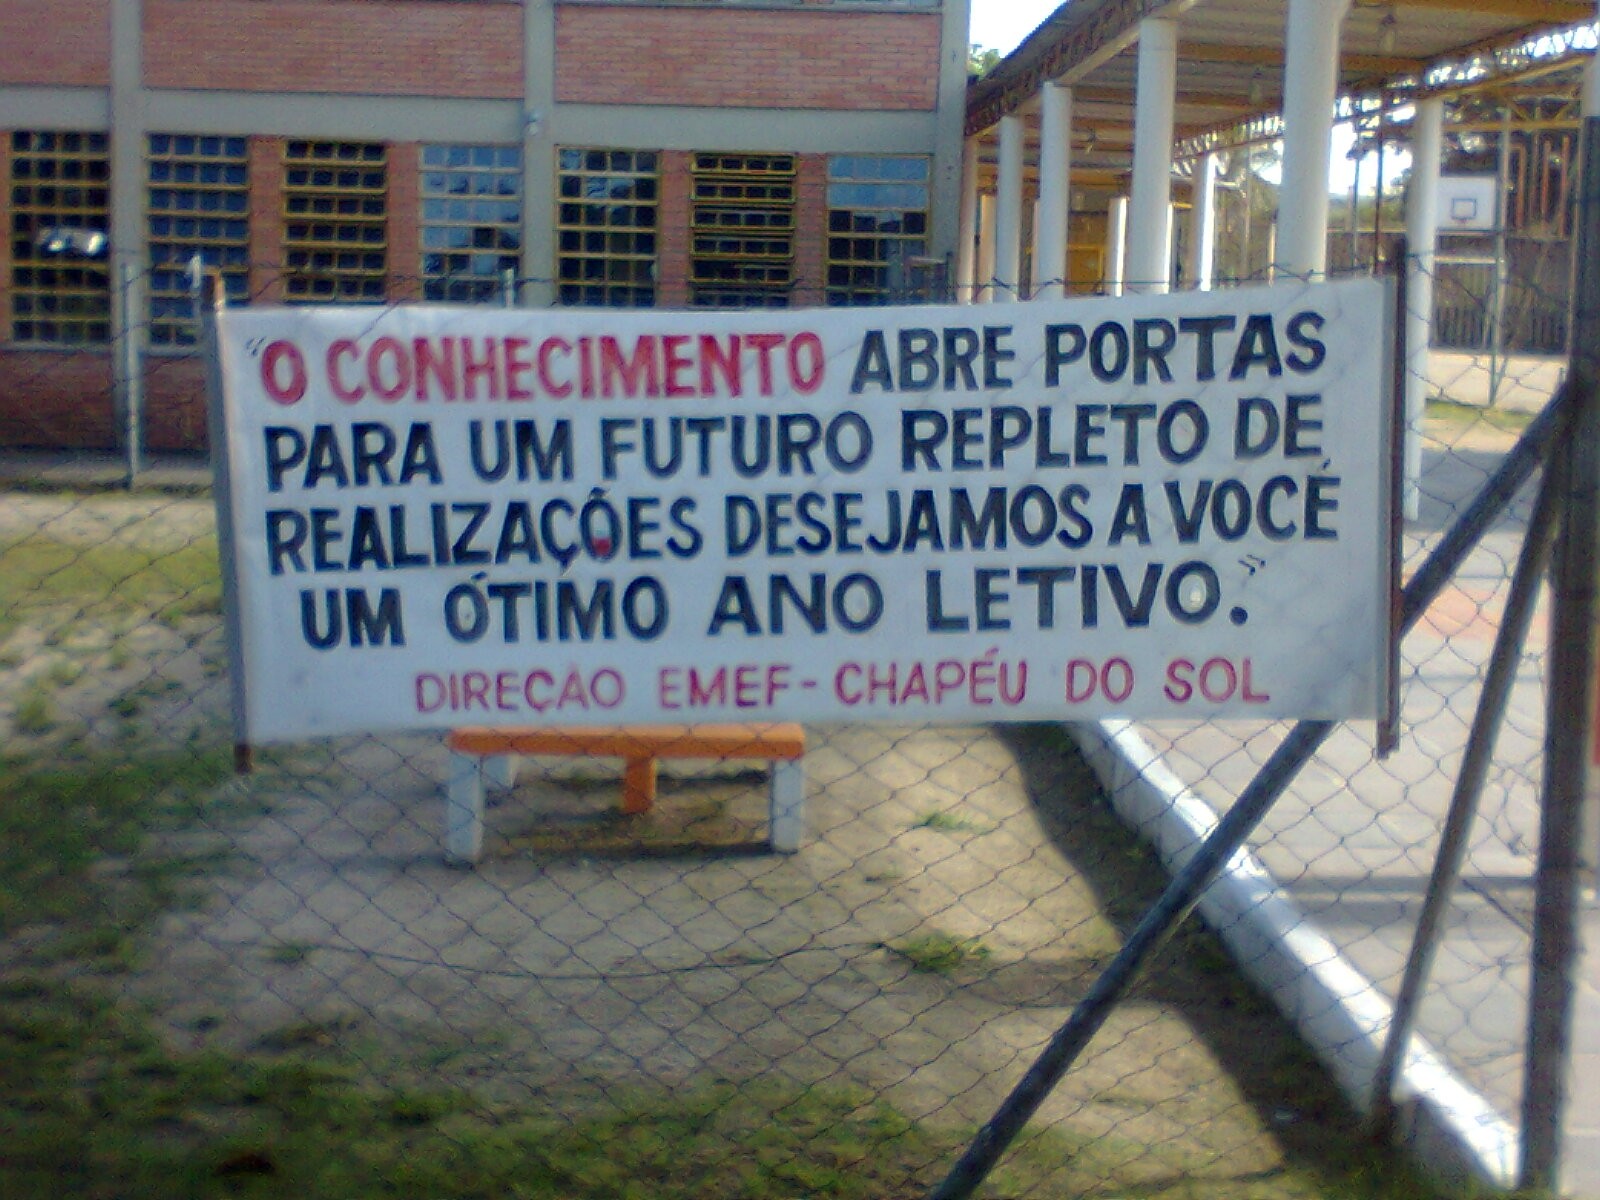 "O CONHECIMENTO ABRE PORTAS
PARA UM FUTURO REPLETO DE
REALIZAÇÕES DESEJAMOS A VOCÊ
UM ÓTIMO ANO LETIVO."
DIREÇÃO EMEF - CHAPÉU DO SOL